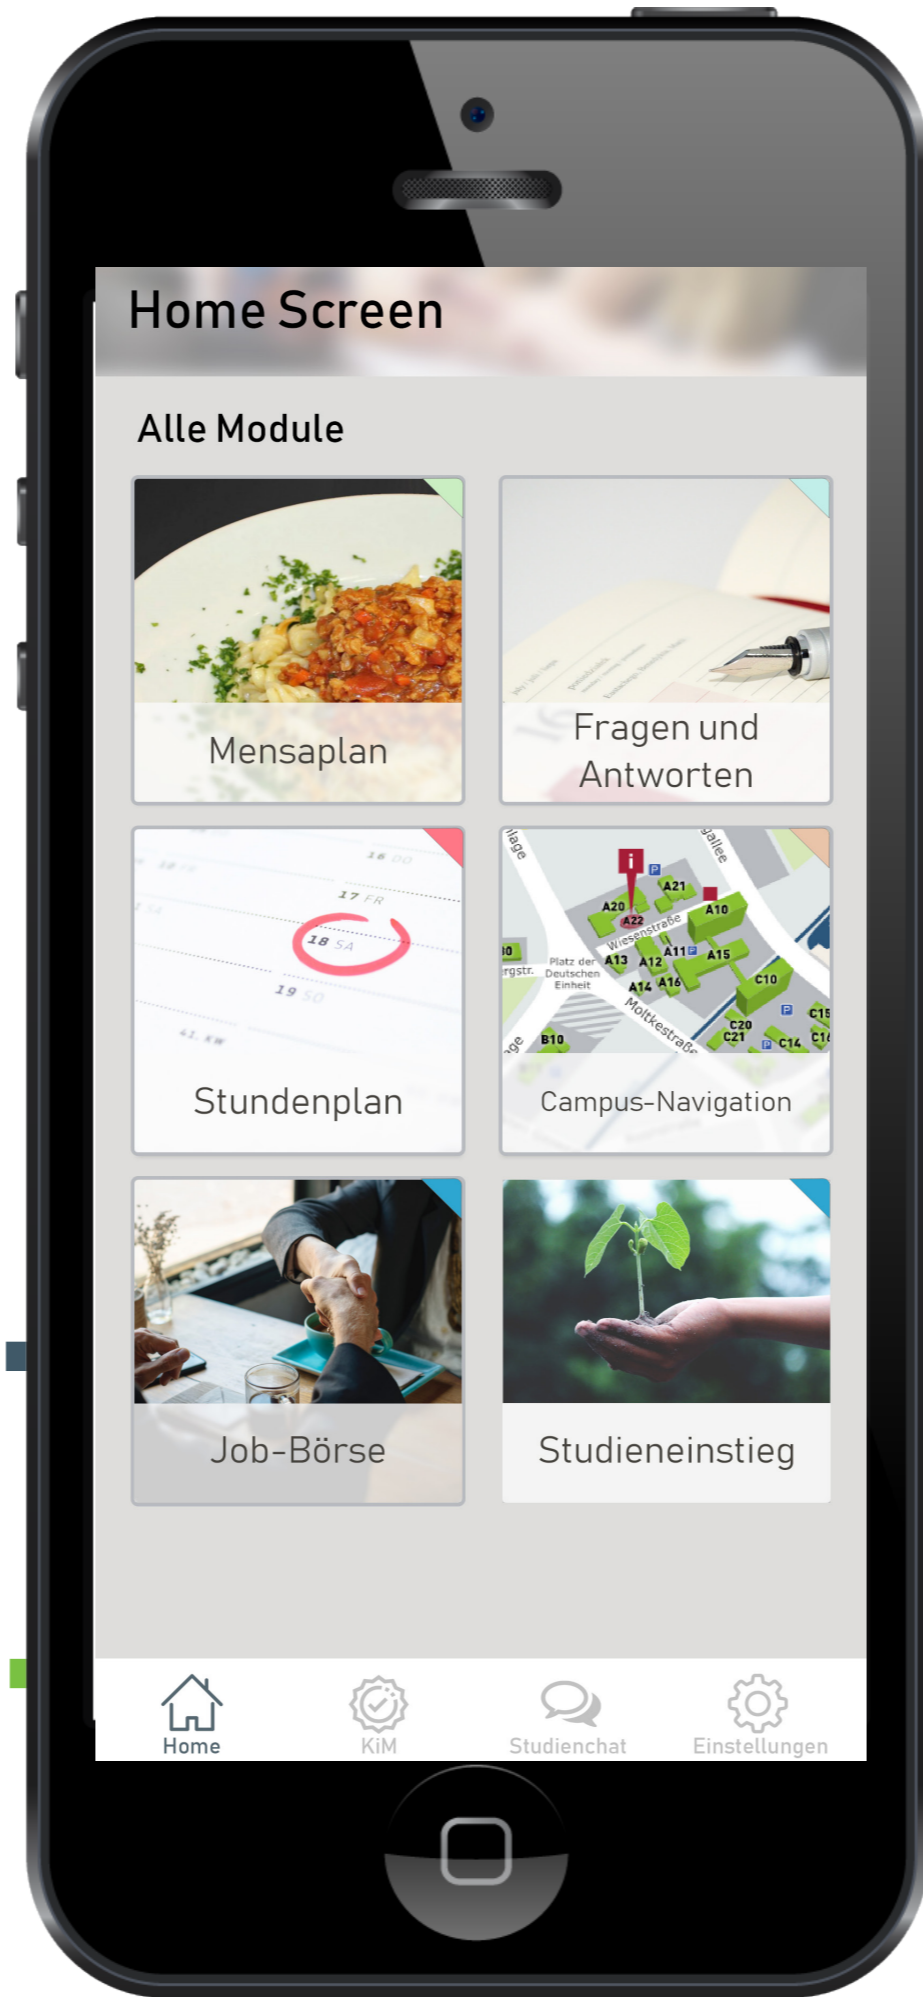 Home Screen
Alle Module
Mensaplan
16
Fragen und
Antworten
16 DO
17 FR
18 SA
19 SO
41. KW
Stundenplan
i
P
A21
A20
A22
A10
Wiesenstraße
A11 P
A15
A13
A12
Platz der
Deutschen
Einheit
rgstr.
A14
A16
C10
Moltkestraße
P
C15
C20
C21
P
C14
B10
Campus-Navigation
Job-Börse
Studieneinstieg
Home
KiM
Studienchat
Einstellungen